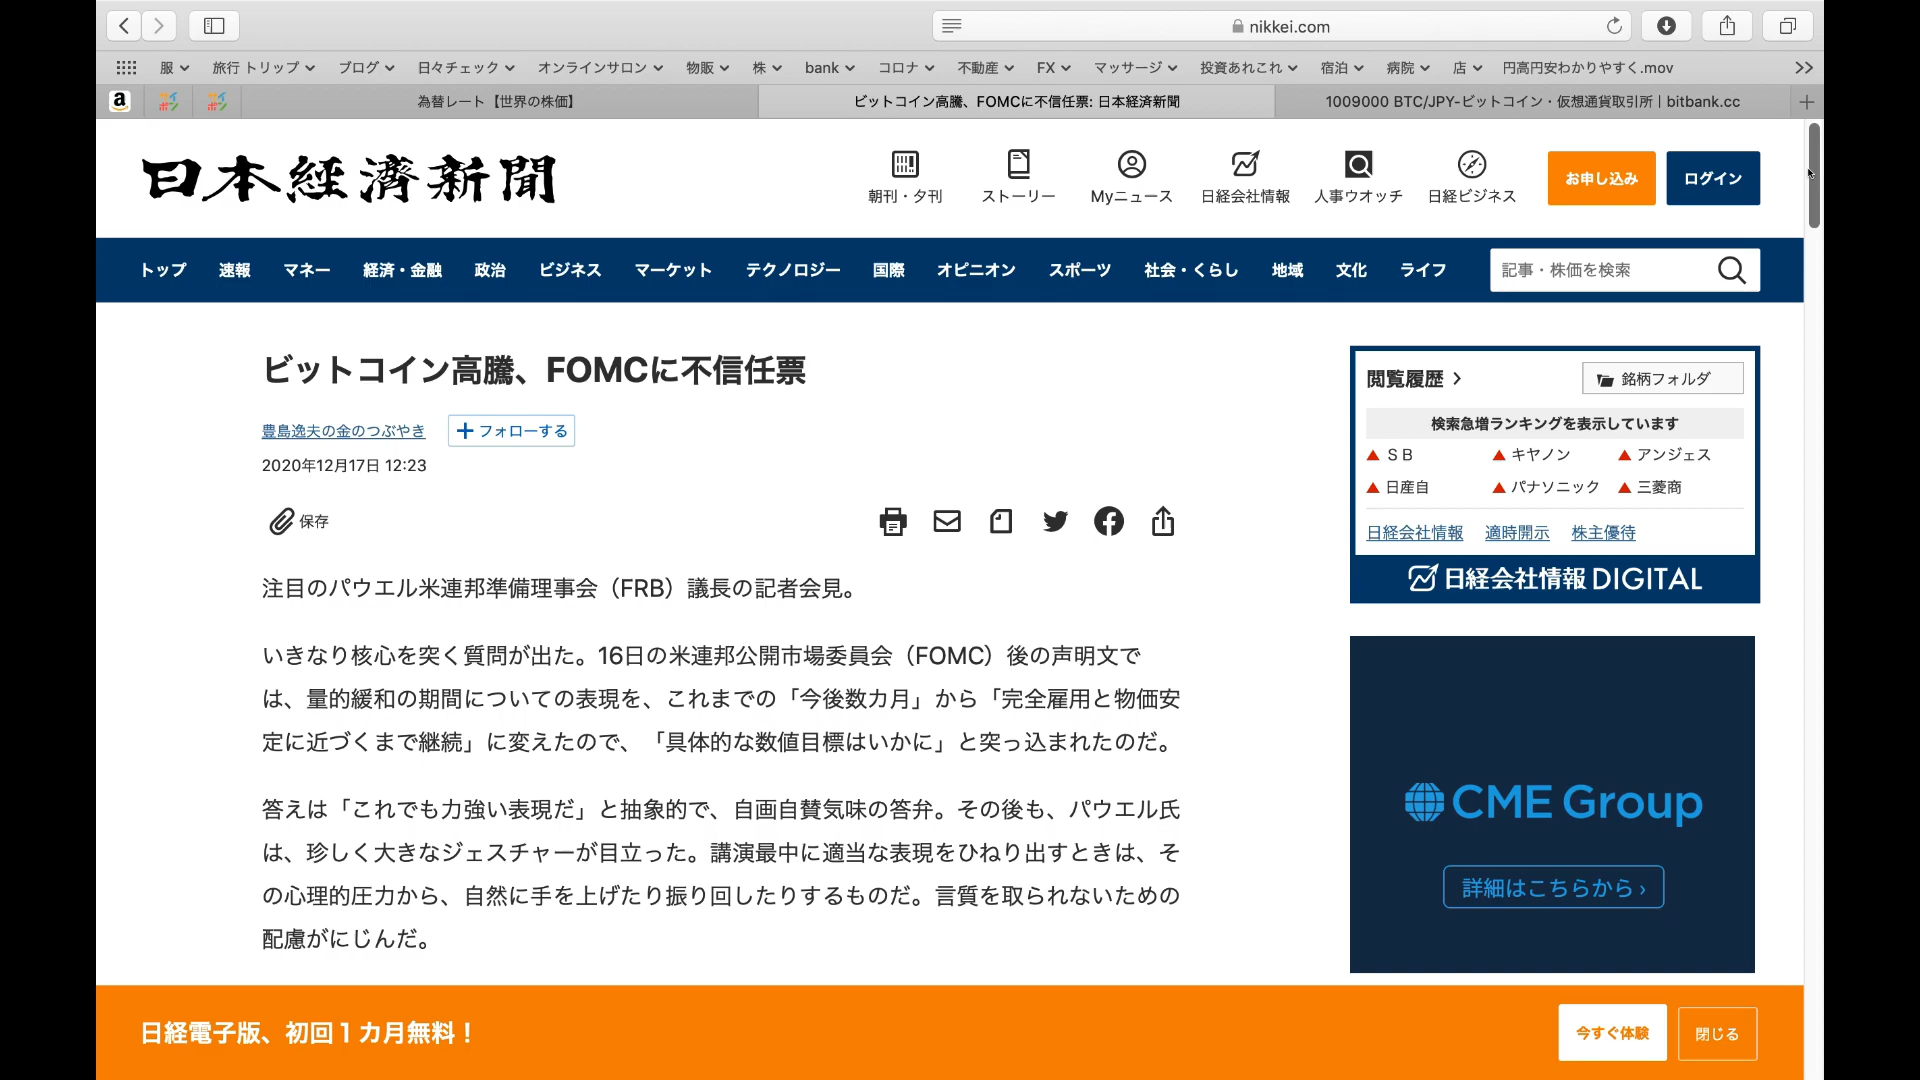 nikkei.com
服 旅行 トリップ ブログ 日々チェック オンラインサロン 物販 株 bank コロナ 不動産 FX マッサージ 投資あれこれ 宿泊 病院 店 円高円安わかりやすく.mov
a 為替レート【世界の株価】 ビットコイン高騰、FOMCに不信任票: 日本経済新聞 1009000 BTC/JPY-ビットコイン・仮想通貨取引所 | bitbank.cc
日本経済新聞
朝刊・夕刊 ストーリー Myニュース 日経会社情報 人事ウオッチ 日経ビジネス お申し込み ログイン
トップ 速報 マネー 経済・金融 政治 ビジネス マーケット テクノロジー 国際 オピニオン スポーツ 社会・くらし 地域 文化 ライフ 記事・株価を検索
ビットコイン高騰、FOMCに不信任票
豊島逸夫の金のつぶやき フォローする
2020年12月17日 12:23
保存
注目のパウエル米連邦準備理事会（FRB）議長の記者会見。
いきなり核心を突く質問が出た。16日の米連邦公開市場委員会（FOMC）後の声明文で
は、量的緩和の期間についての表現を、これまでの「今後数カ月」から「完全雇用と物価安
定に近づくまで継続」に変えたので、「具体的な数値目標はいかに」と突っ込まれたのだ。
答えは「これでも力強い表現だ」と抽象的で、自画自賛気味の答弁。その後も、パウエル氏
は、珍しく大きなジェスチャーが目立った。講演最中に適当な表現をひねり出すときは、そ
の心理的圧力から、自然に手を上げたり振り回したりするものだ。言質を取られないための
配慮がにじんだ。
閲覧履歴 銘柄フォルダ
検索急増ランキングを表示しています
▲ ＳＢ ▲ キヤノン ▲ アンジェス
▲ 日産自 ▲ パナソニック ▲ 三菱商
日経会社情報 適時開示 株主優待
日経会社情報 DIGITAL
CME Group
詳細はこちらから ›
日経電子版、初回１カ月無料！
今すぐ体験 閉じる